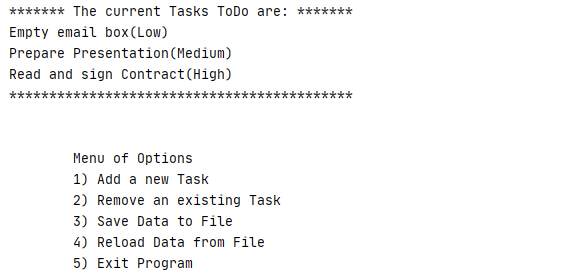 ******* The current Tasks ToDo are: *******
Empty email box(Low)
Prepare Presentation(Medium)
Read and sign Contract(High)
*******************************************
Menu of Options
1) Add a new Task
2) Remove an existing Task
3) Save Data to File
4) Reload Data from File
5) Exit Program